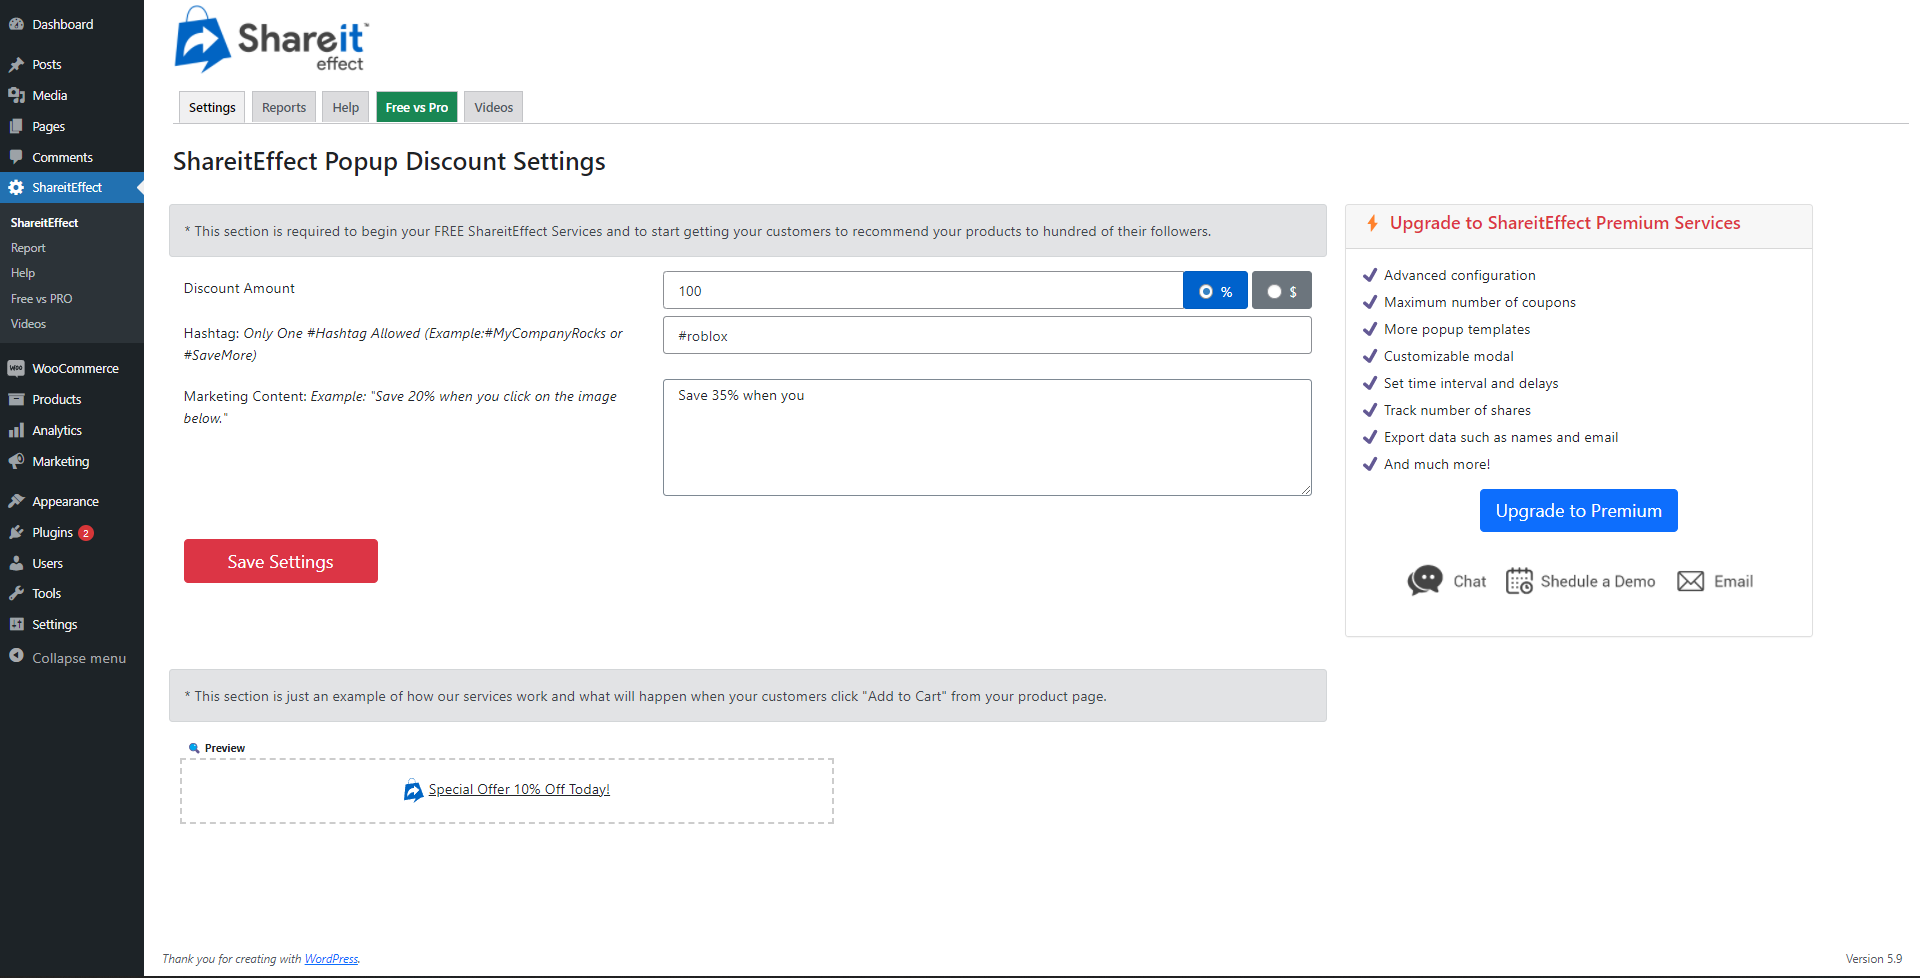 Dashboard
Posts
Media
Pages
Comments
ShareitEffect
ShareitEffect
Report
Help
Free vs PRO
Videos
WooCommerce
Products
Analytics
Marketing
Appearance
Plugins 2
Users
Tools
Settings
Collapse menu
Shareit™
effect
Settings Reports Help Free vs Pro Videos
ShareitEffect Popup Discount Settings
* This section is required to begin your FREE ShareitEffect Services and to start getting your customers to recommend your products to hundred of their followers.
Discount Amount
100 % $
Hashtag: Only One #Hashtag Allowed (Example:#MyCompanyRocks or
#SaveMore)
#roblox
Marketing Content: Example: "Save 20% when you click on the image
below."
Save 35% when you
Save Settings
Upgrade to ShareitEffect Premium Services
Advanced configuration
Maximum number of coupons
More popup templates
Customizable modal
Set time interval and delays
Track number of shares
Export data such as names and email
And much more!
Upgrade to Premium
Chat Shedule a Demo Email
* This section is just an example of how our services work and what will happen when your customers click "Add to Cart" from your product page.
Preview
Special Offer 10% Off Today!
Thank you for creating with WordPress.
Version 5.9